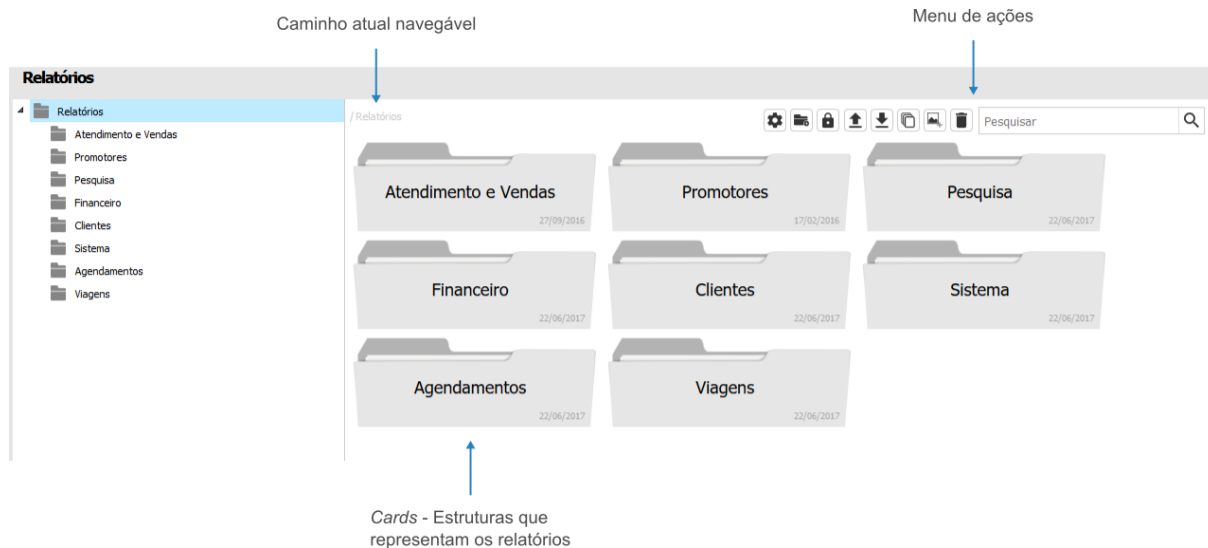 Caminho atual navegável
Menu de ações
Relatórios
Relatórios
Atendimento e Vendas
Promotores
Pesquisa
Financeiro
Clientes
Sistema
Agendamentos
Viagens
/ Relatórios
Pesquisar
Atendimento e Vendas
27/09/2016
Promotores
17/02/2016
Pesquisa
22/06/2017
Financeiro
22/06/2017
Clientes
22/06/2017
Sistema
22/06/2017
Agendamentos
22/06/2017
Viagens
22/06/2017
Cards - Estruturas que
representam os relatórios